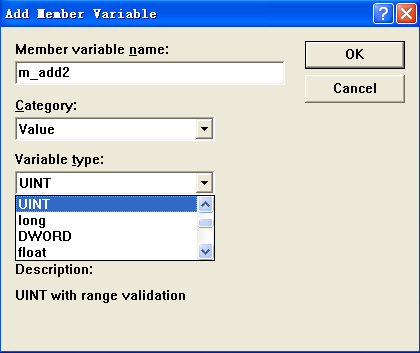 Add Member Variable
Member variable name:
OK
m_add2
Cancel
Category:
Value
Variable type:
UINT
UINT
long
DWORD
float
Description:
UINT with range validation